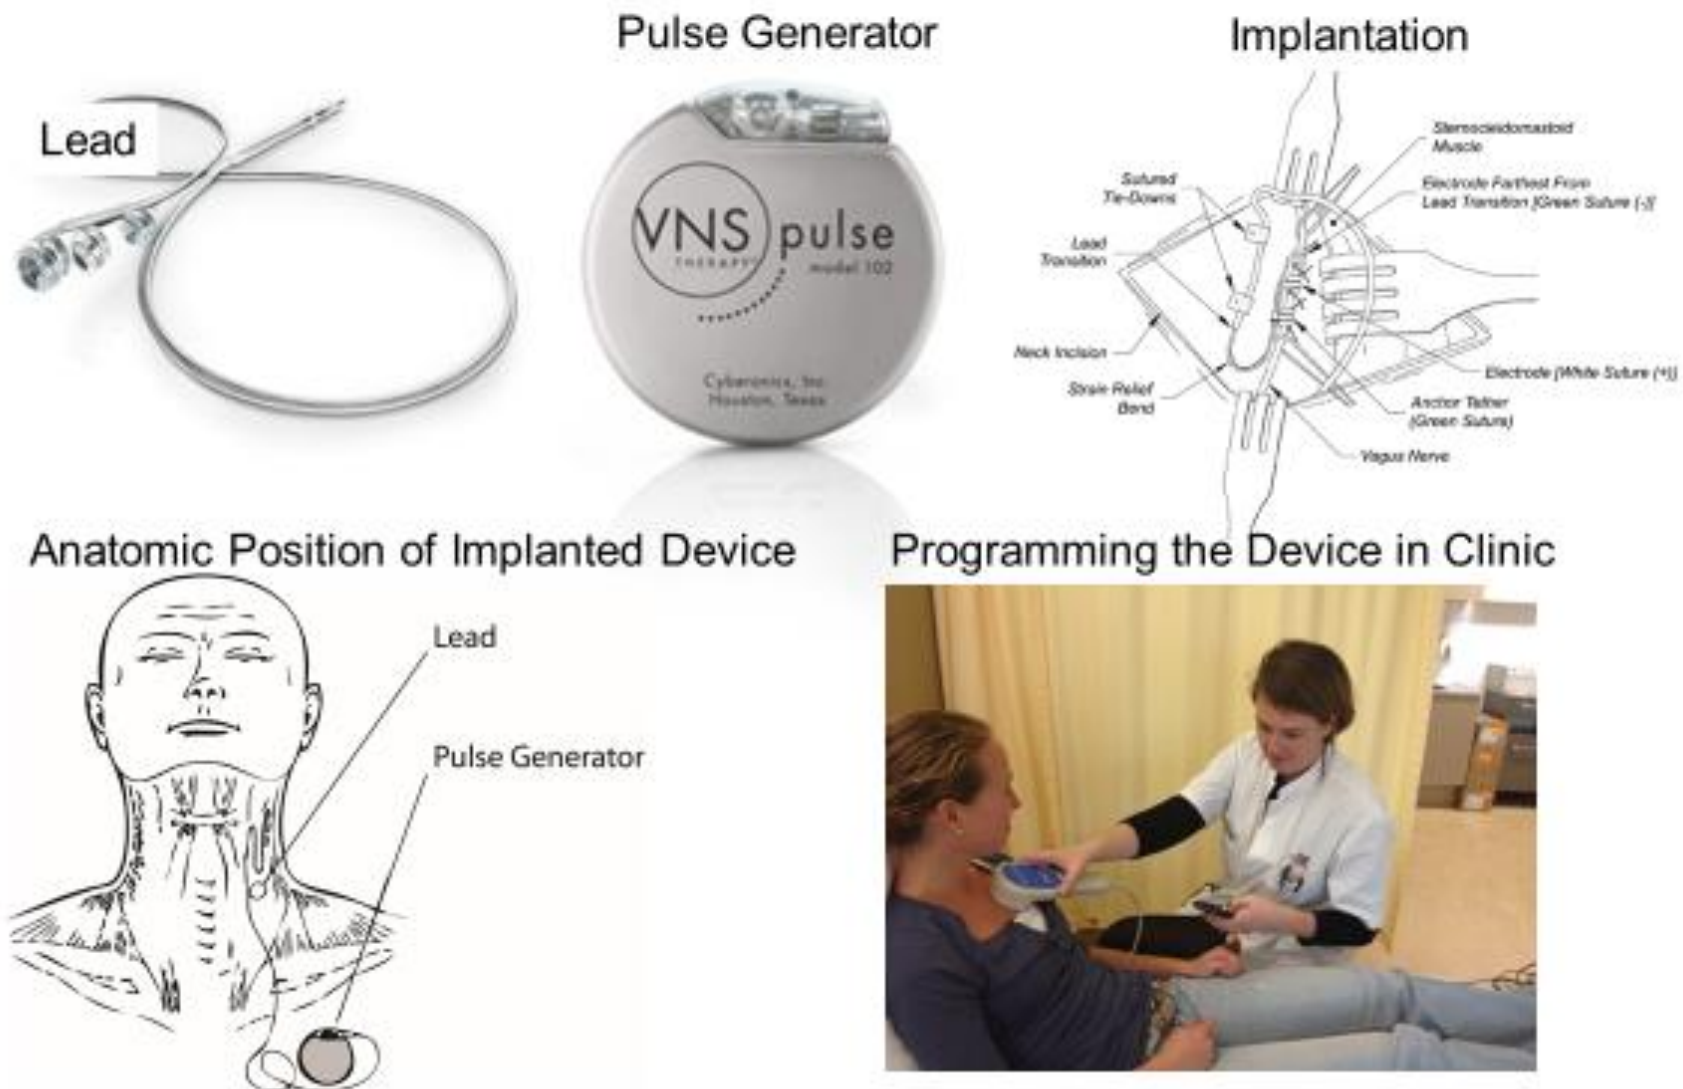 Lead
Pulse Generator
VNS
THERAPY
pulse
model 102
Cyberonics, Inc.
Houston, Texas
Implantation
Sternocleidomastoid
Muscle
Electrode Farthest From
Lead Transition [Green Suture (-)]
Sutured
Tie-Downs
Lead
Transition
Neck Incision
Strain Relief
Bend
Electrode [White Suture (+)]
Anchor Tether
(Green Suture)
Vagus Nerve
Anatomic Position of Implanted Device
Lead
Pulse Generator
Programming the Device in Clinic